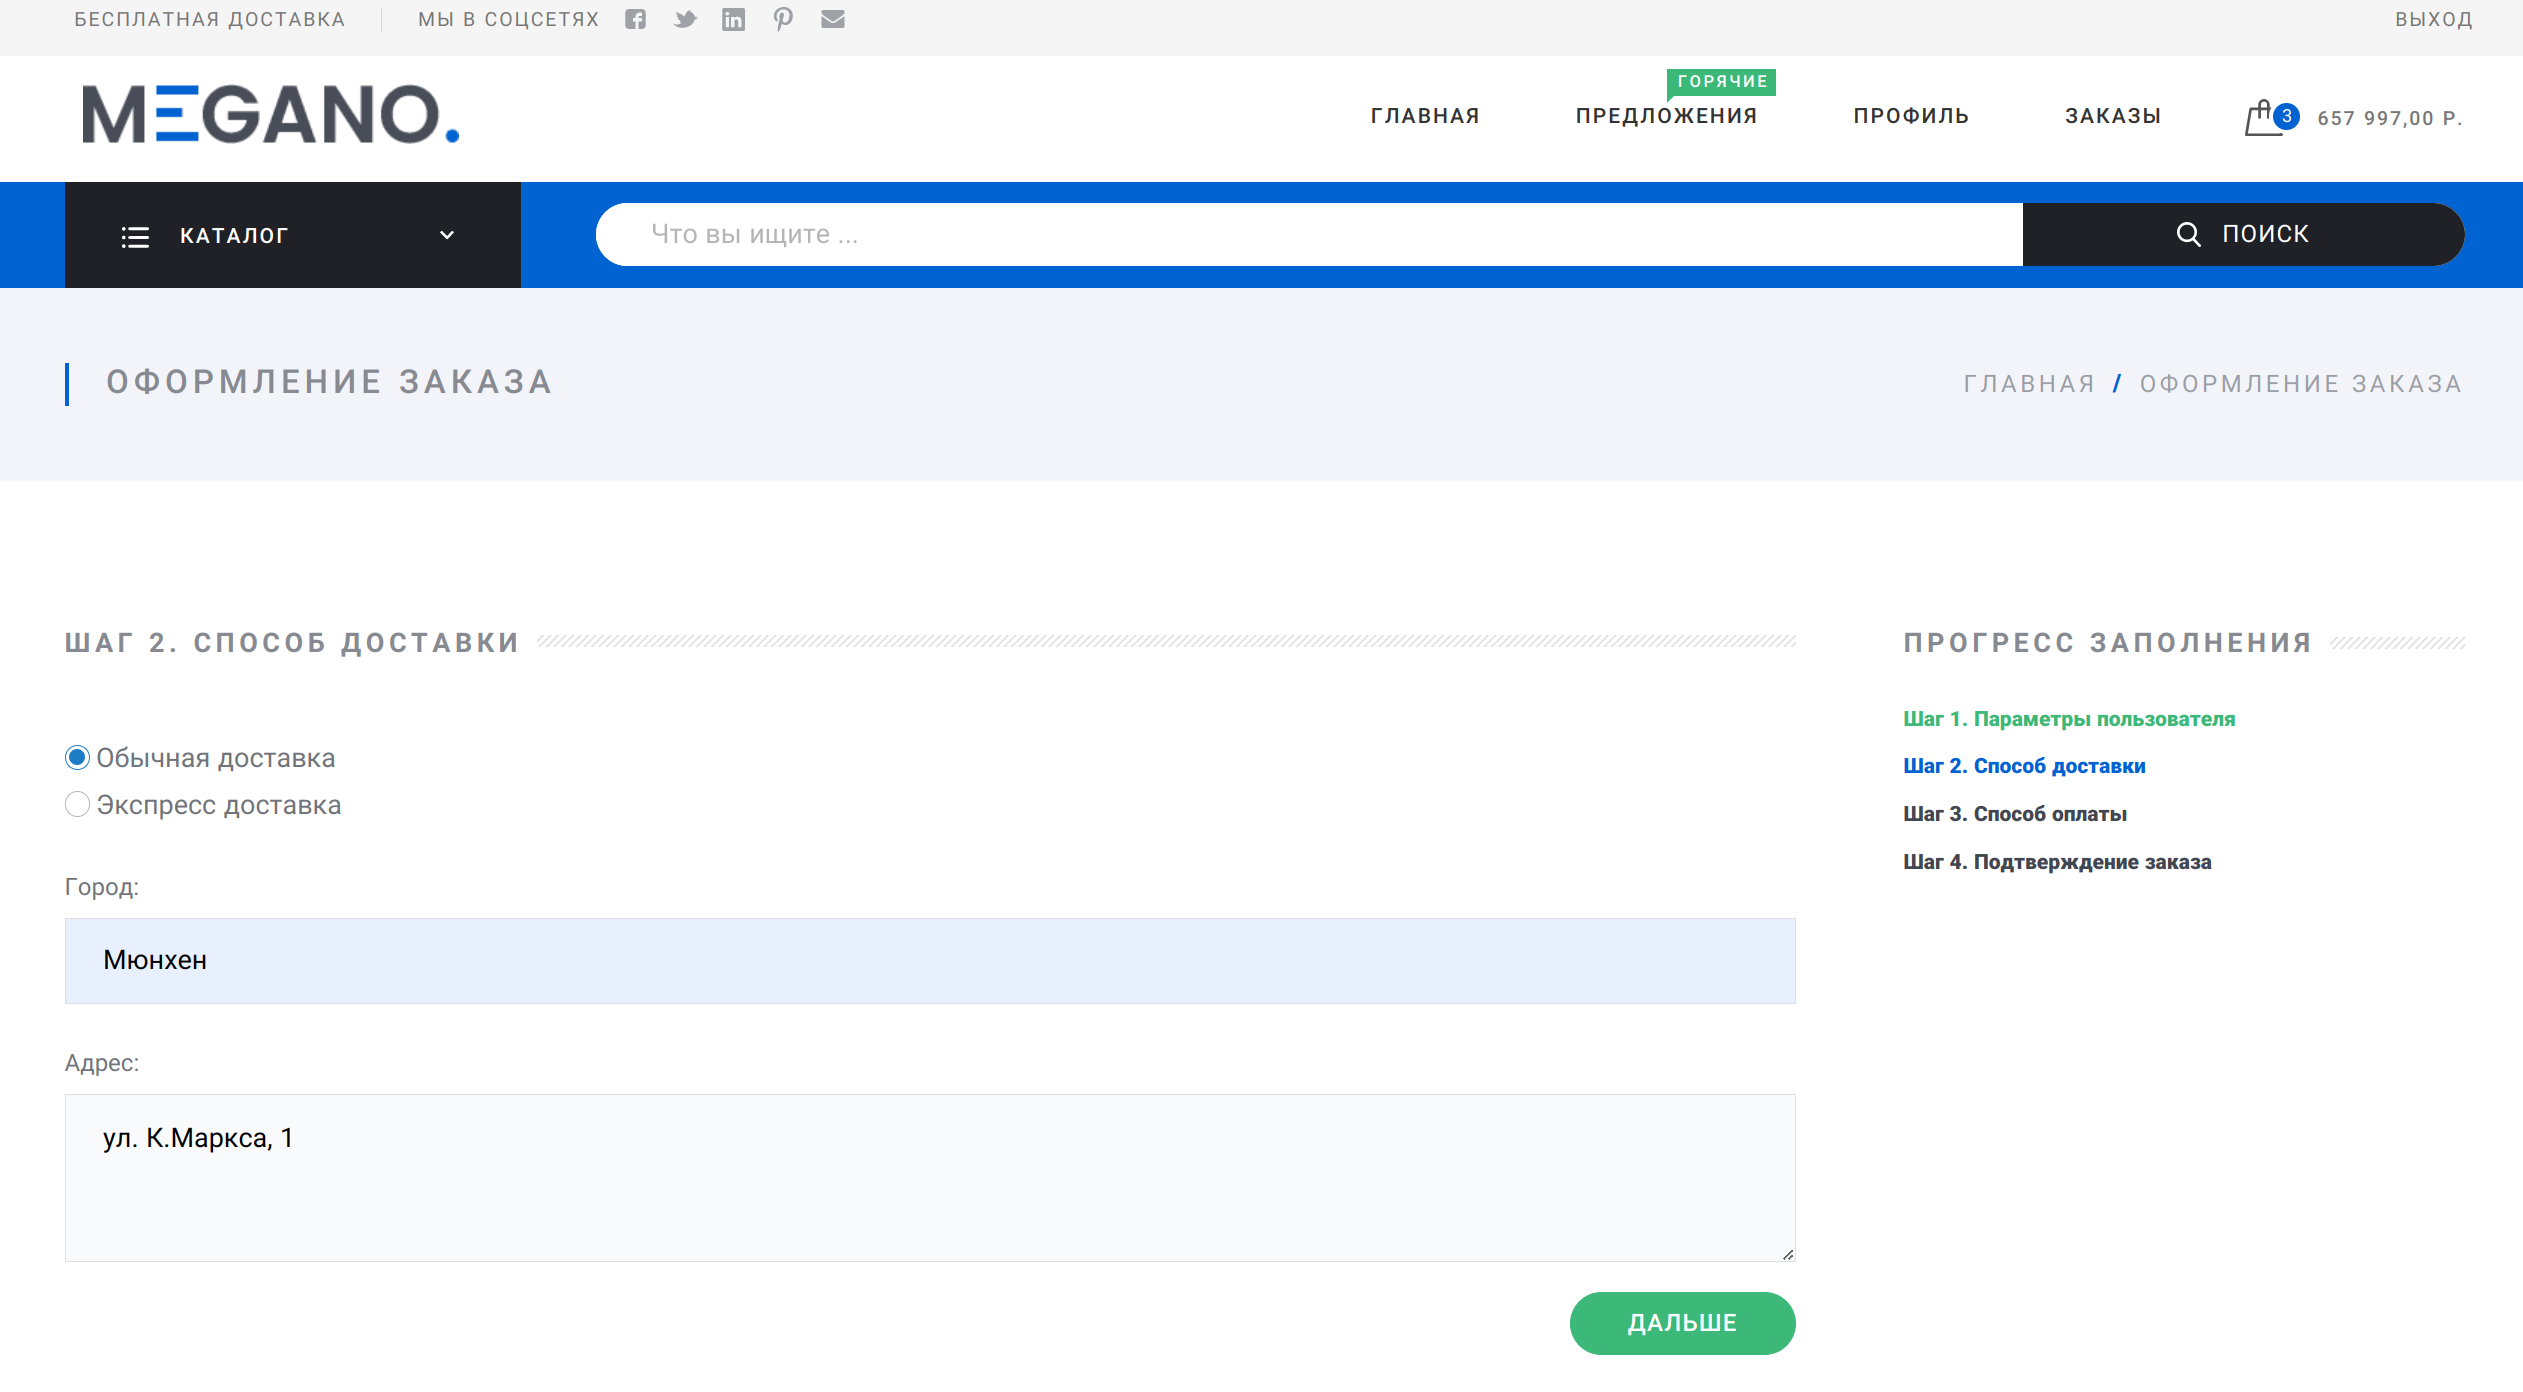 БЕСПЛАТНАЯ ДОСТАВКА МЫ В СОЦСЕТЯХ ВЫХОД
MEGANO.
ГОРЯЧИЕ
ГЛАВНАЯ ПРЕДЛОЖЕНИЯ ПРОФИЛЬ ЗАКАЗЫ 3 657 997,00 Р.
КАТАЛОГ Что вы ищите ... ПОИСК
ОФОРМЛЕНИЕ ЗАКАЗА ГЛАВНАЯ / ОФОРМЛЕНИЕ ЗАКАЗА
ШАГ 2. СПОСОБ ДОСТАВКИ
Обычная доставка
Экспресс доставка
Город:
Мюнхен
Адрес:
ул. К.Маркса, 1
ДАЛЬШЕ
ПРОГРЕСС ЗАПОЛНЕНИЯ
Шаг 1. Параметры пользователя
Шаг 2. Способ доставки
Шаг 3. Способ оплаты
Шаг 4. Подтверждение заказа